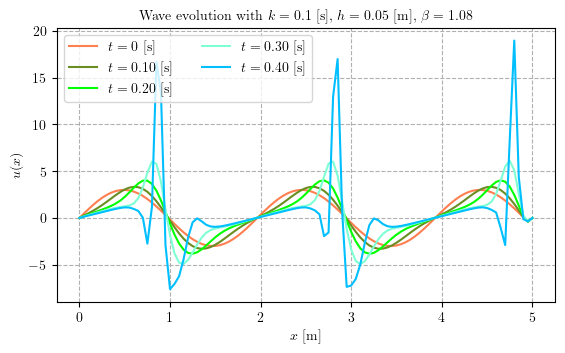 Wave evolution with k = 0.1 [s], h = 0.05 [m], β = 1.08
t = 0 [s]
t = 0.10 [s]
t = 0.20 [s]
t = 0.30 [s]
t = 0.40 [s]
20
15
10
5
0
−5
u(x)
0 1 2 3 4 5
x [m]